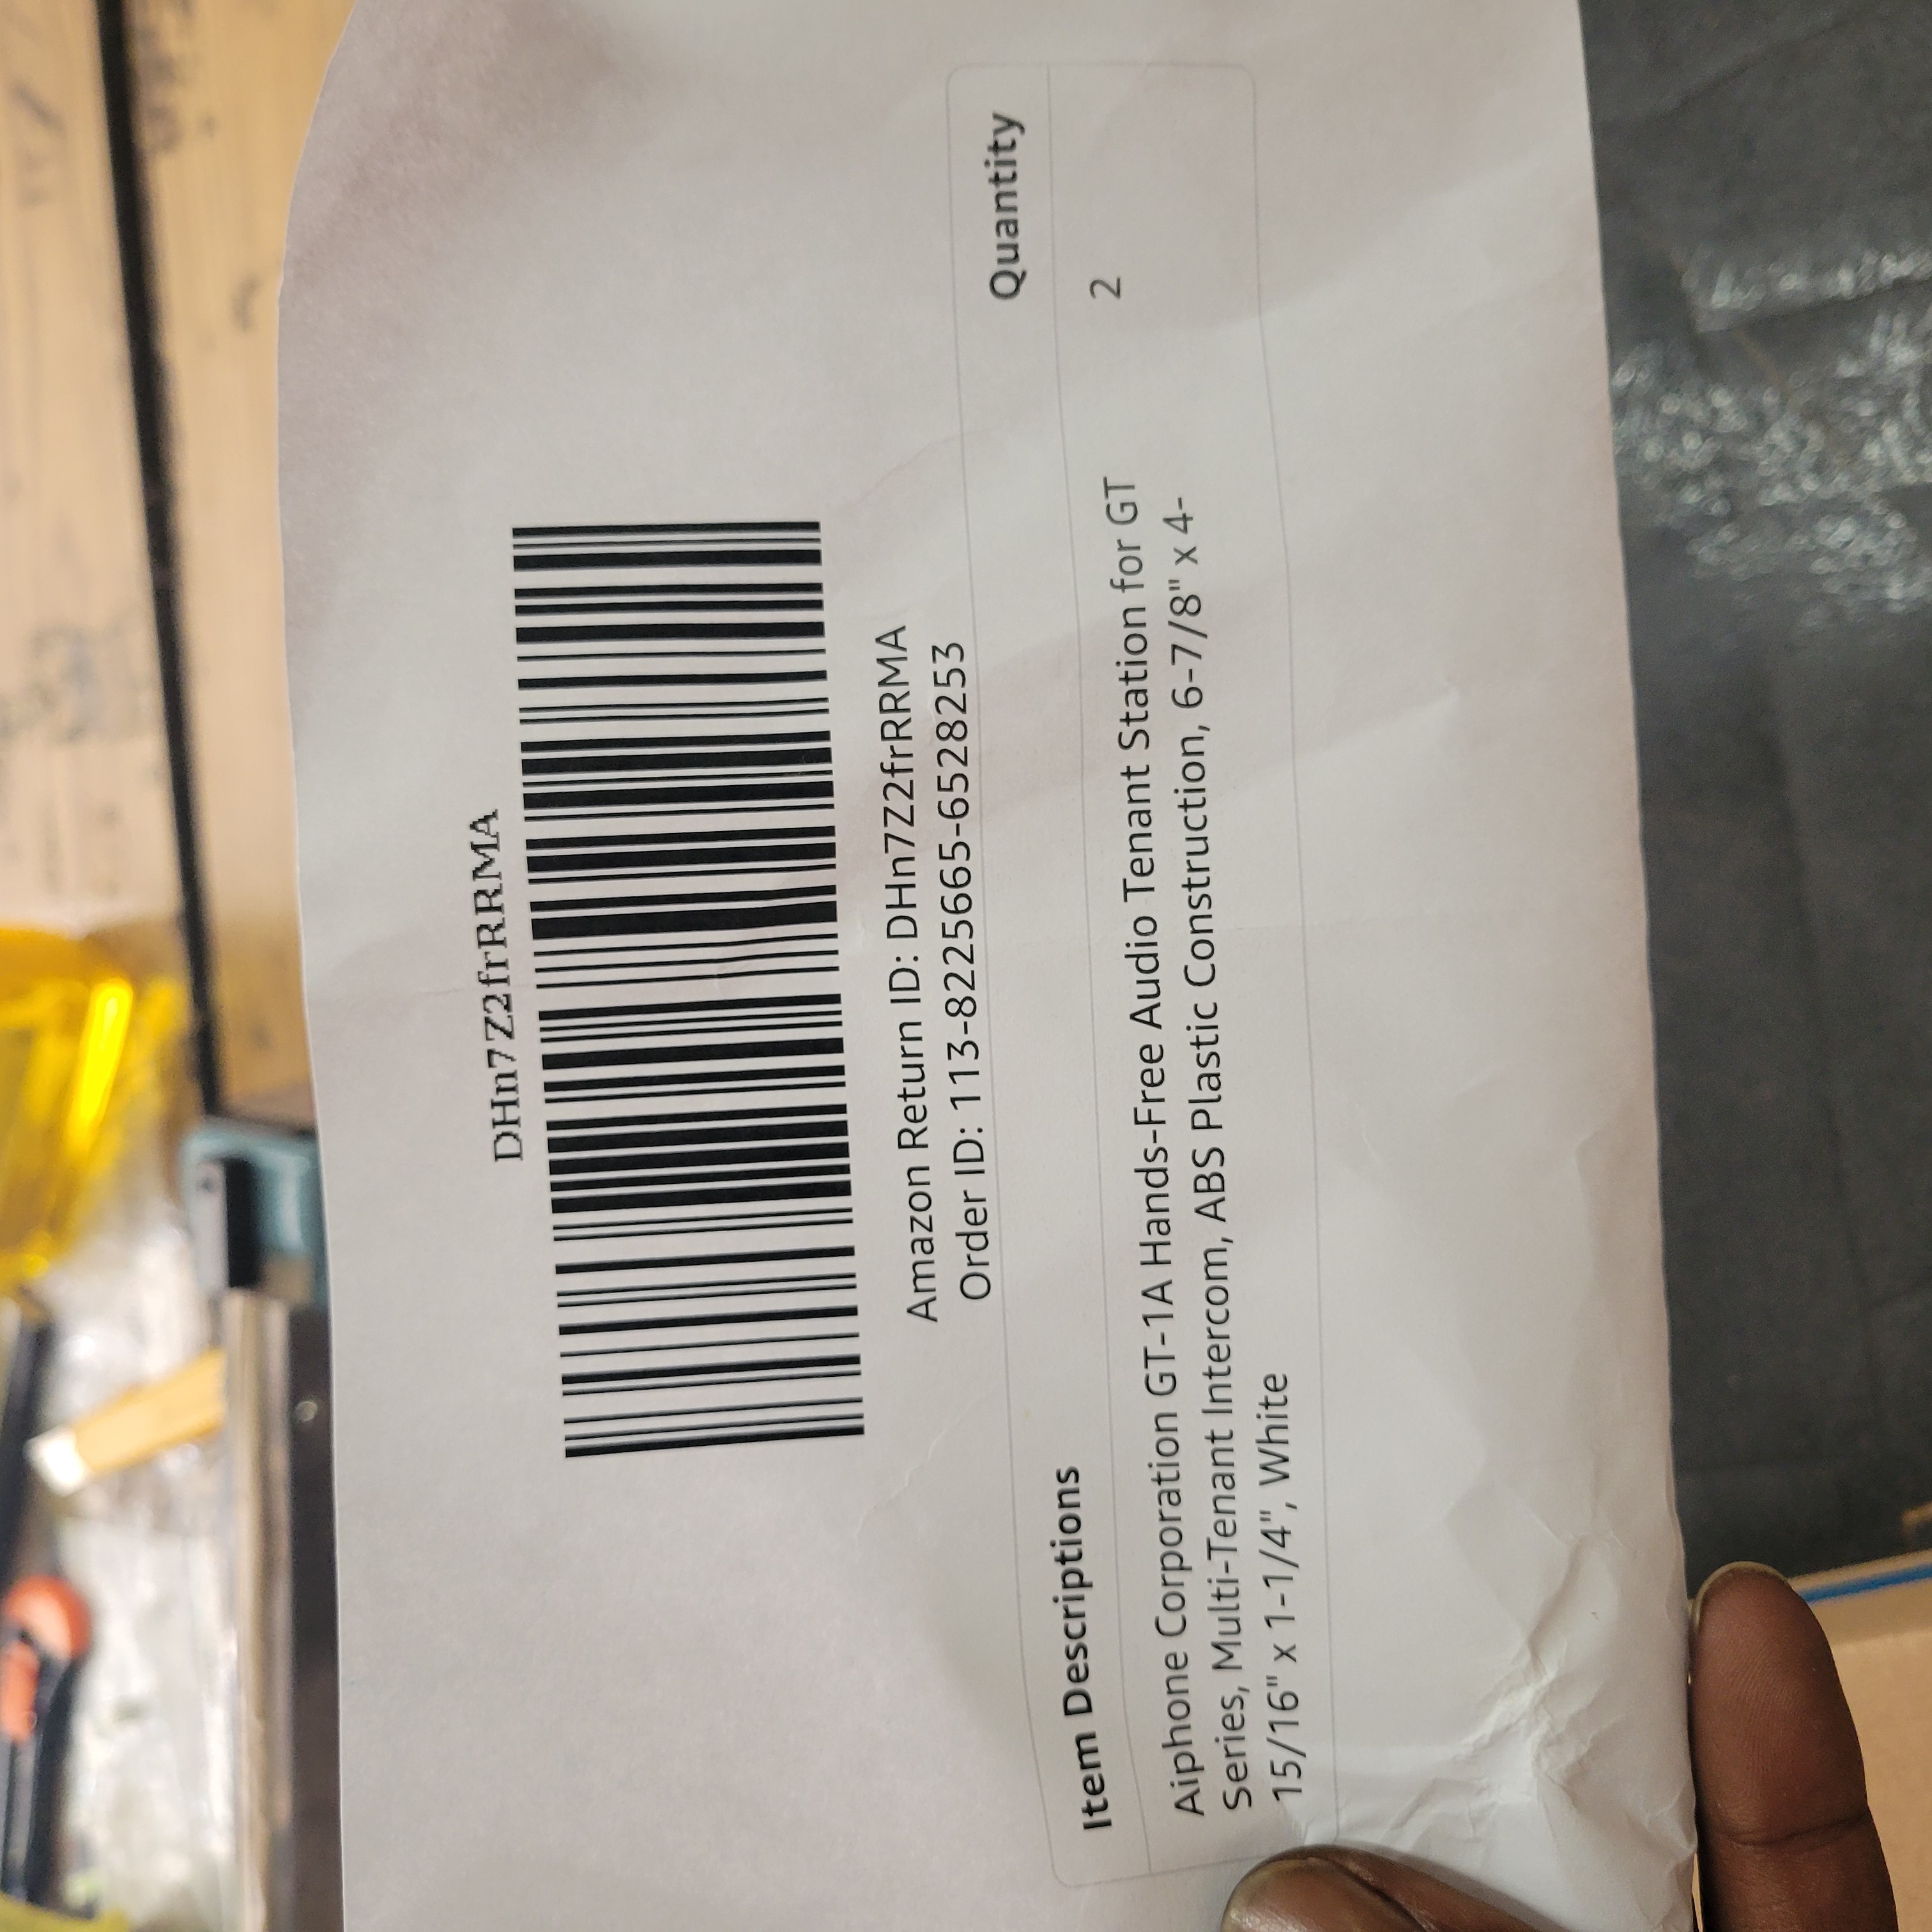 DHn7Z2frRRMA
Amazon Return ID: DHn7Z2frRRMA
Order ID: 113-8225665-6528253
Item Descriptions Quantity
Aiphone Corporation GT-1A Hands-Free Audio Tenant Station for GT 2
Series, Multi-Tenant Intercom, ABS Plastic Construction, 6-7/8" x 4-
15/16" x 1-1/4", White